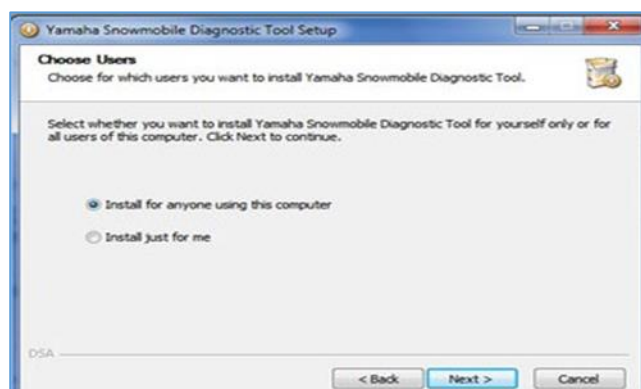 Yamaha Snowmobile Diagnostic Tool Setup
Choose Users
Choose for which users you want to install Yamaha Snowmobile Diagnostic Tool.
Select whether you want to install Yamaha Snowmobile Diagnostic Tool for yourself only or for
all users of this computer. Click Next to continue.
Install for anyone using this computer
Install just for me
DSA
< Back
Next >
Cancel